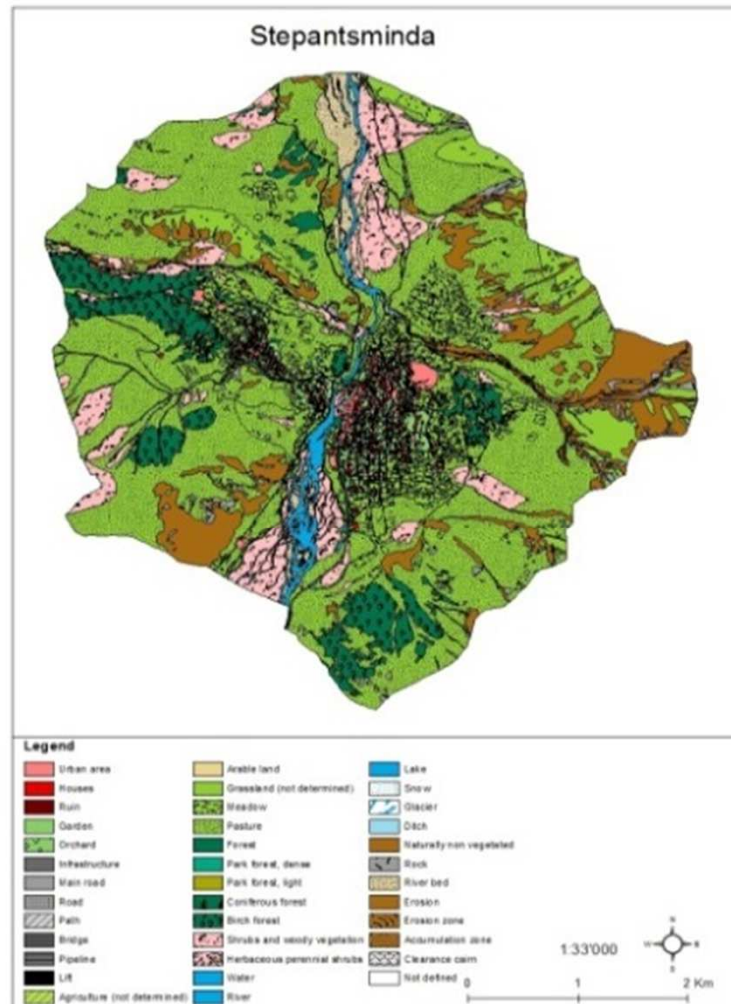 Stepantsminda
Legend
Urban area
Houses
Ruin
Garden
Orchard
Infrastructure
Main road
Road
Path
Bridge
Pipeline
Lift
Agriculture (not determined)
Arable land
Grassland (not determined)
Meadow
Pasture
Forest
Park forest, dense
Park forest, light
Coniferous forest
Birch forest
Shrubs and woody vegetation
Herbaceous perennial shrubs
Water
River
Lake
Snow
Glacier
Ditch
Naturally non vegetated
Rock
River bed
Erosion
Erosion zone
Accumulation zone
Clearance cairn
Not defined
1:33'000
N
W
E
S
0 1 2 Km